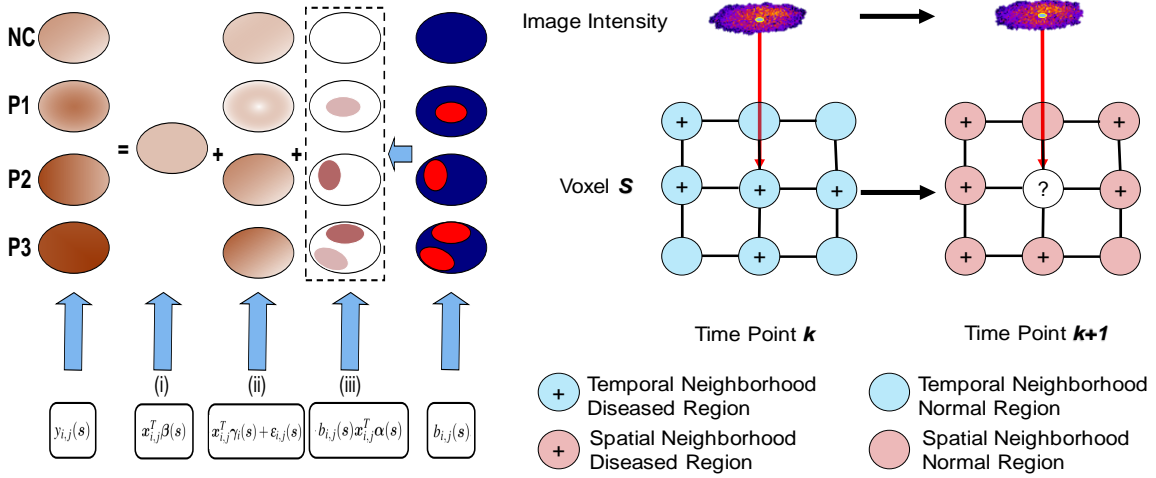 NC
P1
P2
P3
= + +
(i) (ii) (iii)
y_{i,j}(s) x_{i,j}^T β(s) x_{i,j}^T γ_i(s) + ε_{i,j}(s) · b_{i,j}(s) x_{i,j}^T α(s) b_{i,j}(s)
Image Intensity
+ + +
Voxel S
+ + + + ? +
+ + +
Time Point k Time Point k+1
+ Temporal Neighborhood
Diseased Region
Temporal Neighborhood
Normal Region
+ Spatial Neighborhood
Diseased Region
Spatial Neighborhood
Normal Region